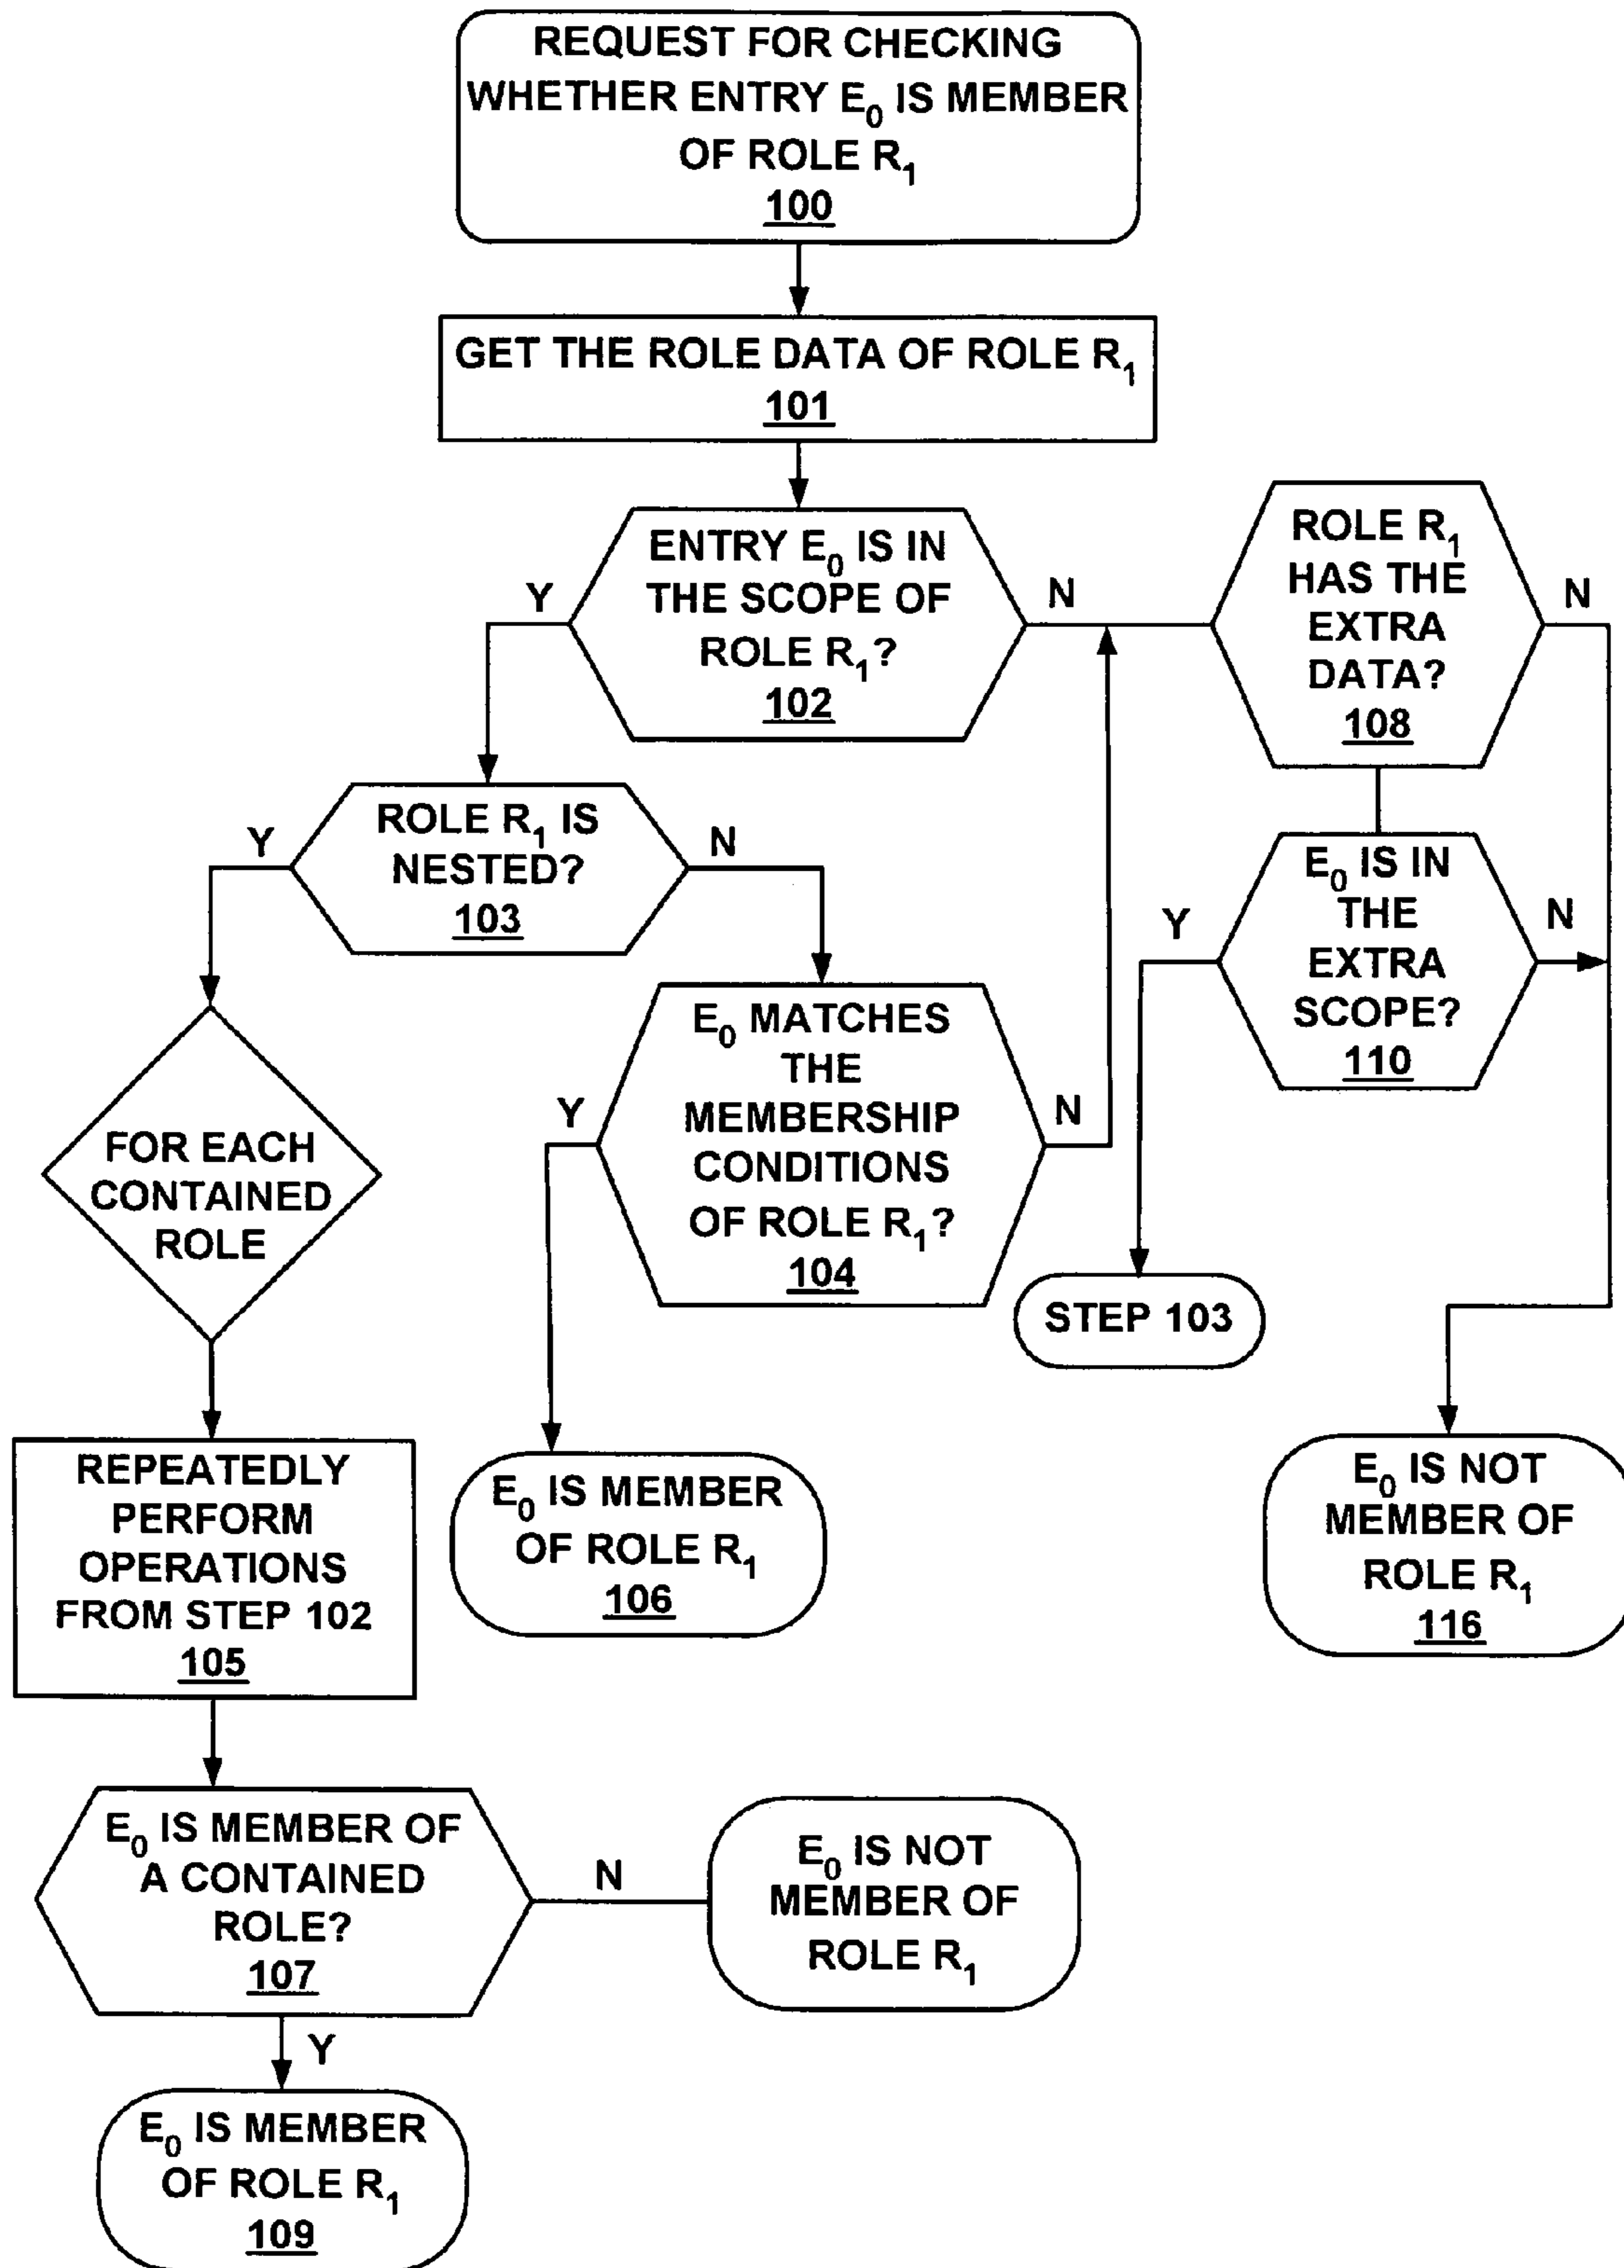 REQUEST FOR CHECKING
WHETHER ENTRY E₀ IS MEMBER
OF ROLE R₁
100
GET THE ROLE DATA OF ROLE R₁
101
ENTRY E₀ IS IN
THE SCOPE OF
ROLE R₁?
102
Y
N
ROLE R₁
HAS THE
EXTRA
DATA?
108
N
ROLE R₁ IS
NESTED?
103
Y
N
E₀ IS IN
THE
EXTRA
SCOPE?
110
Y
N
FOR EACH
CONTAINED
ROLE
E₀ MATCHES
THE
MEMBERSHIP
CONDITIONS
OF ROLE R₁?
104
Y
N
STEP 103
REPEATEDLY
PERFORM
OPERATIONS
FROM STEP 102
105
E₀ IS MEMBER
OF ROLE R₁
106
E₀ IS NOT
MEMBER OF
ROLE R₁
116
E₀ IS MEMBER OF
A CONTAINED
ROLE?
107
N
E₀ IS NOT
MEMBER OF
ROLE R₁
Y
E₀ IS MEMBER
OF ROLE R₁
109